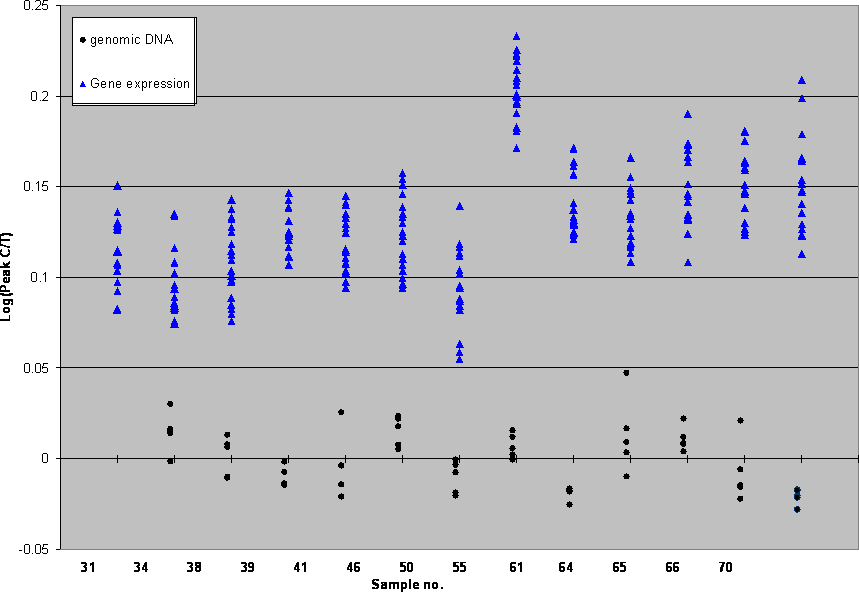 0.25
genomic DNA
Gene expression
0.2
0.15
Log(Peak C/T)
0.1
0.05
0
-0.05
31 34 38 39 41 46 50 55 61 64 65 66 70
Sample no.